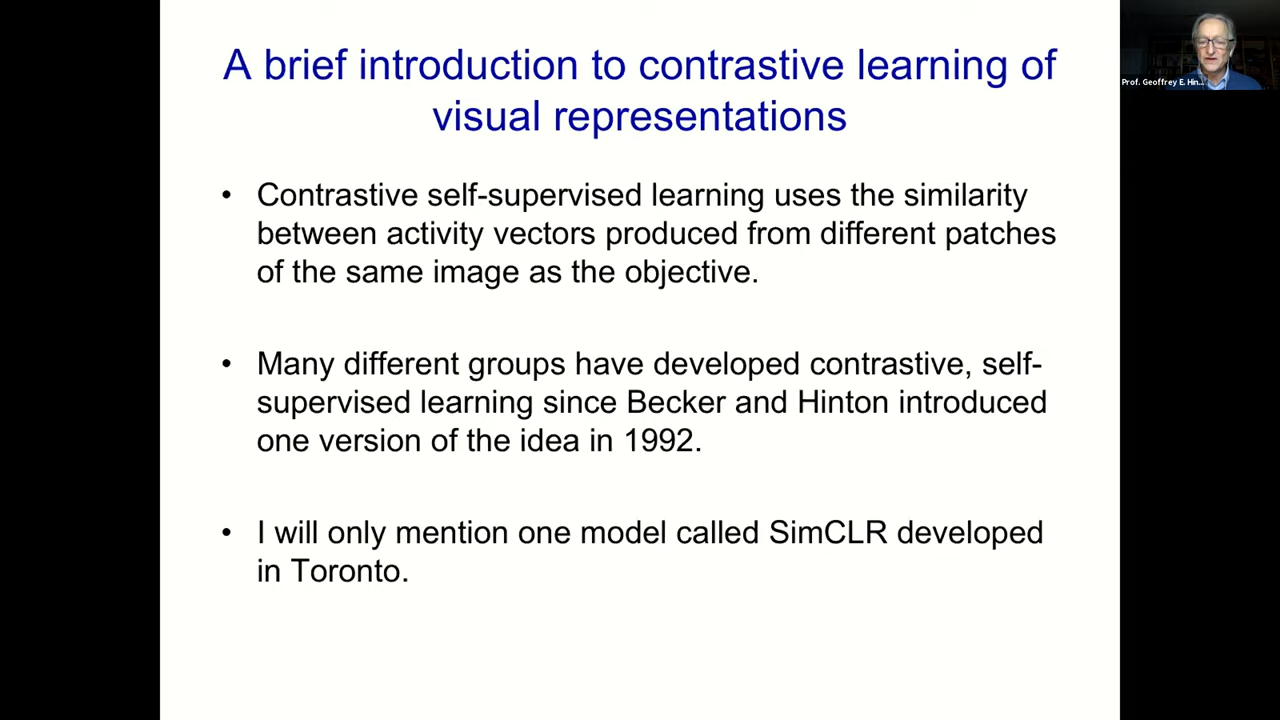 A brief introduction to contrastive learning of
visual representations
• Contrastive self-supervised learning uses the similarity
between activity vectors produced from different patches
of the same image as the objective.
• Many different groups have developed contrastive, self-
supervised learning since Becker and Hinton introduced
one version of the idea in 1992.
• I will only mention one model called SimCLR developed
in Toronto.
Prof. Geoffrey E. Hin...